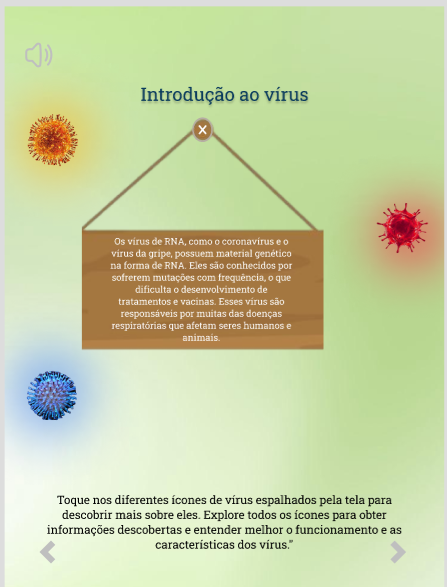 Introdução ao vírus
X
Os vírus de RNA, como o coronavírus e o
vírus da gripe, possuem material genético
na forma de RNA. Eles são conhecidos por
sofrerem mutações com frequência, o que
dificulta o desenvolvimento de
tratamentos e vacinas. Esses vírus são
responsáveis por muitas das doenças
respiratórias que afetam seres humanos e
animais.
Toque nos diferentes ícones de vírus espalhados pela tela para
descobrir mais sobre eles. Explore todos os ícones para obter
informações descobertas e entender melhor o funcionamento e as
características dos vírus."